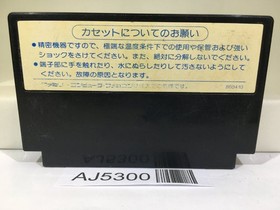 カセットについてのお願い
●精密機器ですので、極端な温度条件下での使用や保管および強い
ショックをさけてください。また、絶対に分解しないでください。
●端子部に手を触れたり、水にぬらしたりして汚さないようにして
ください。故障の原因となります。
AJ5300